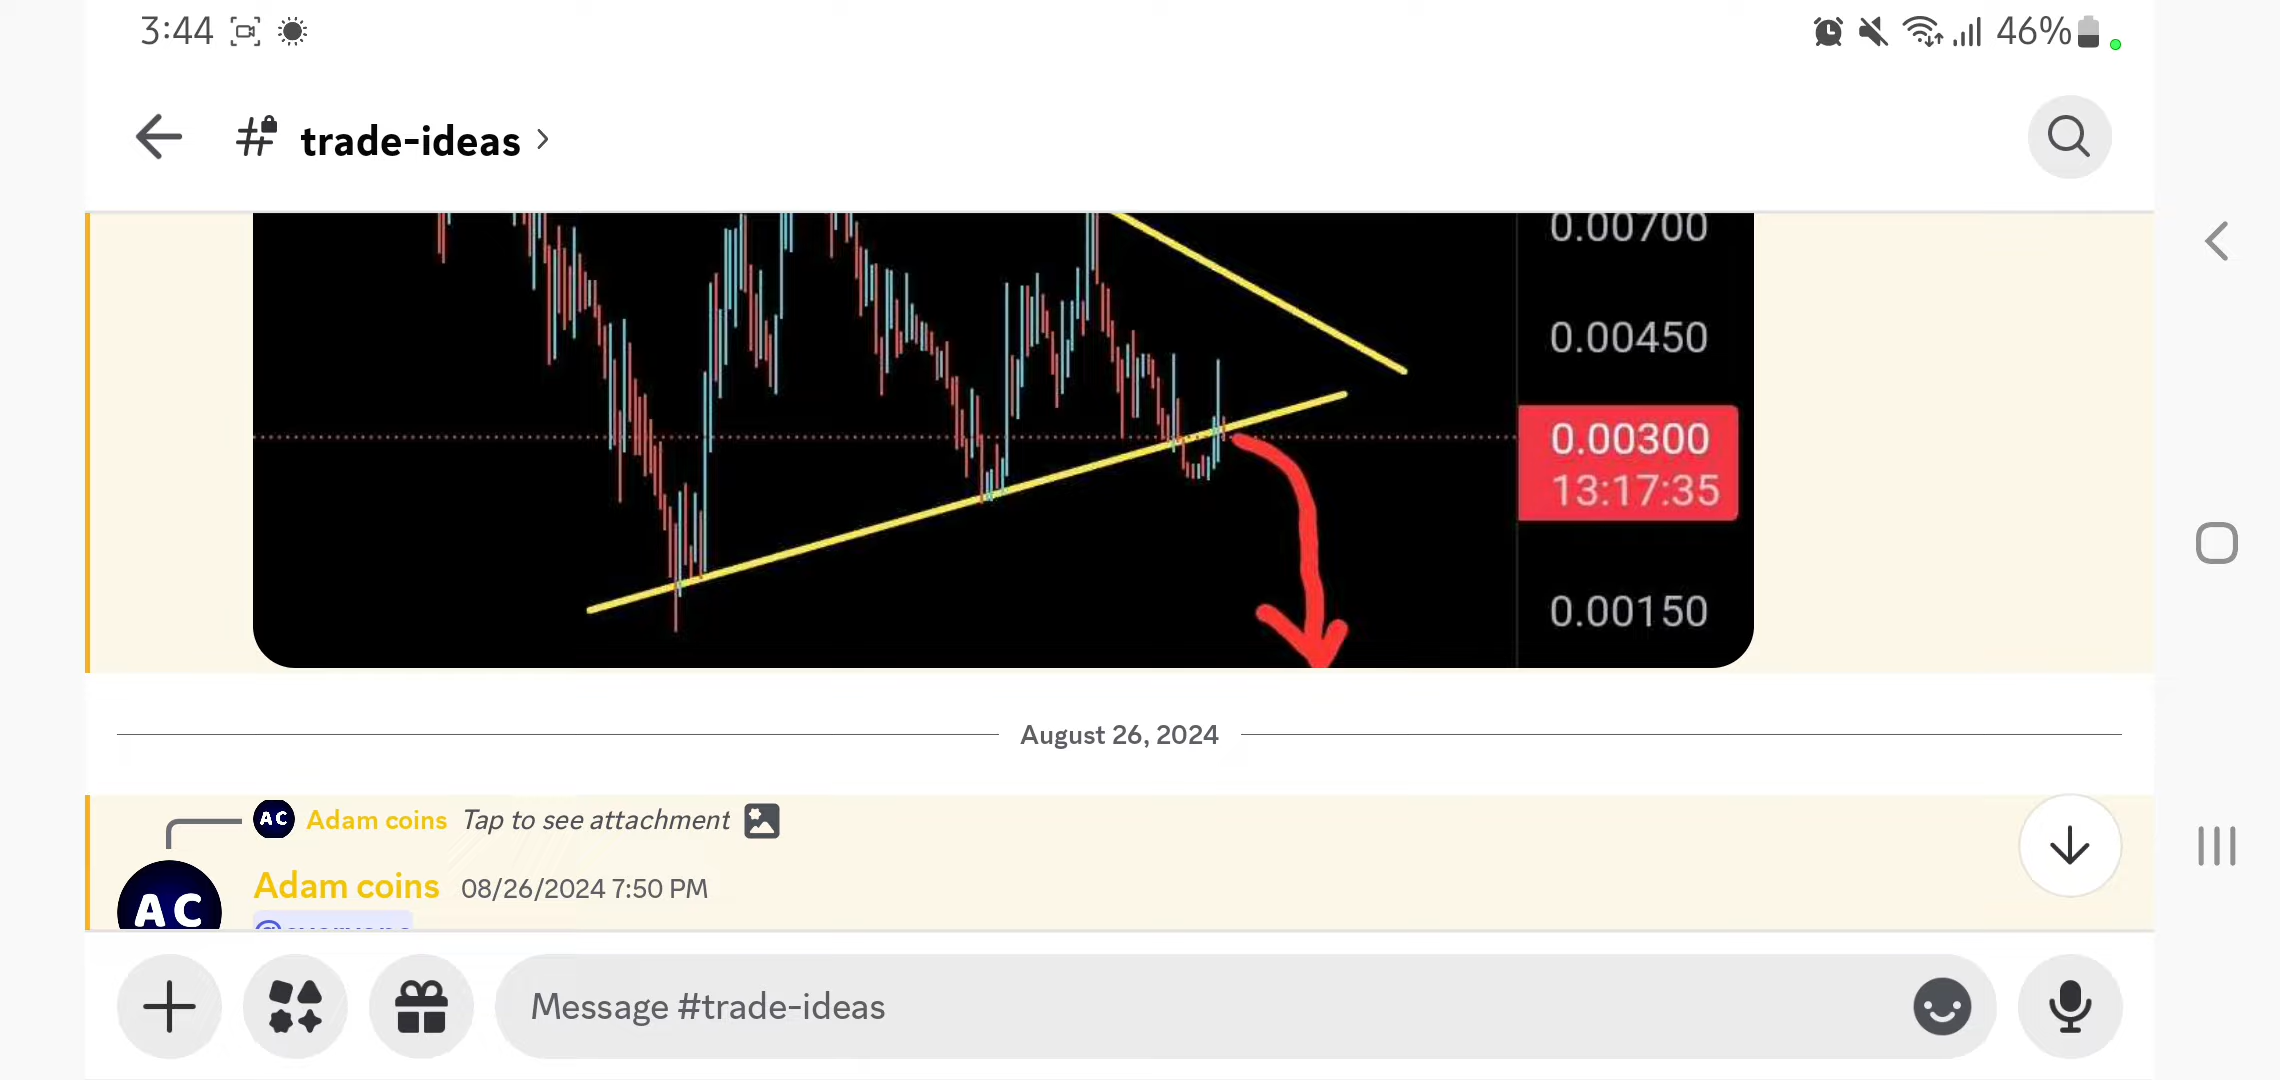 3:44
46%
trade-ideas
0.00700
0.00450
0.00300
13:17:35
0.00150
August 26, 2024
AC Adam coins Tap to see attachment
Adam coins 08/26/2024 7:50 PM
AC
Message #trade-ideas